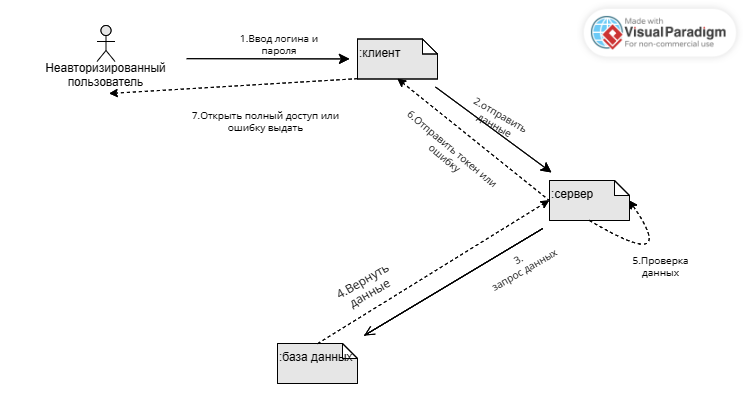 Made with
VisualParadigm
For non-commercial use
1.Ввод логина и
пароля
:клиент
Неавторизированный
пользователь
7.Открыть полный доступ или
ошибку выдать
2.отправить
данные
6.Отправить токен или
ошибку
:сервер
3.
запрос данных
4.Вернуть
данные
5.Проверка
данных
:база данных